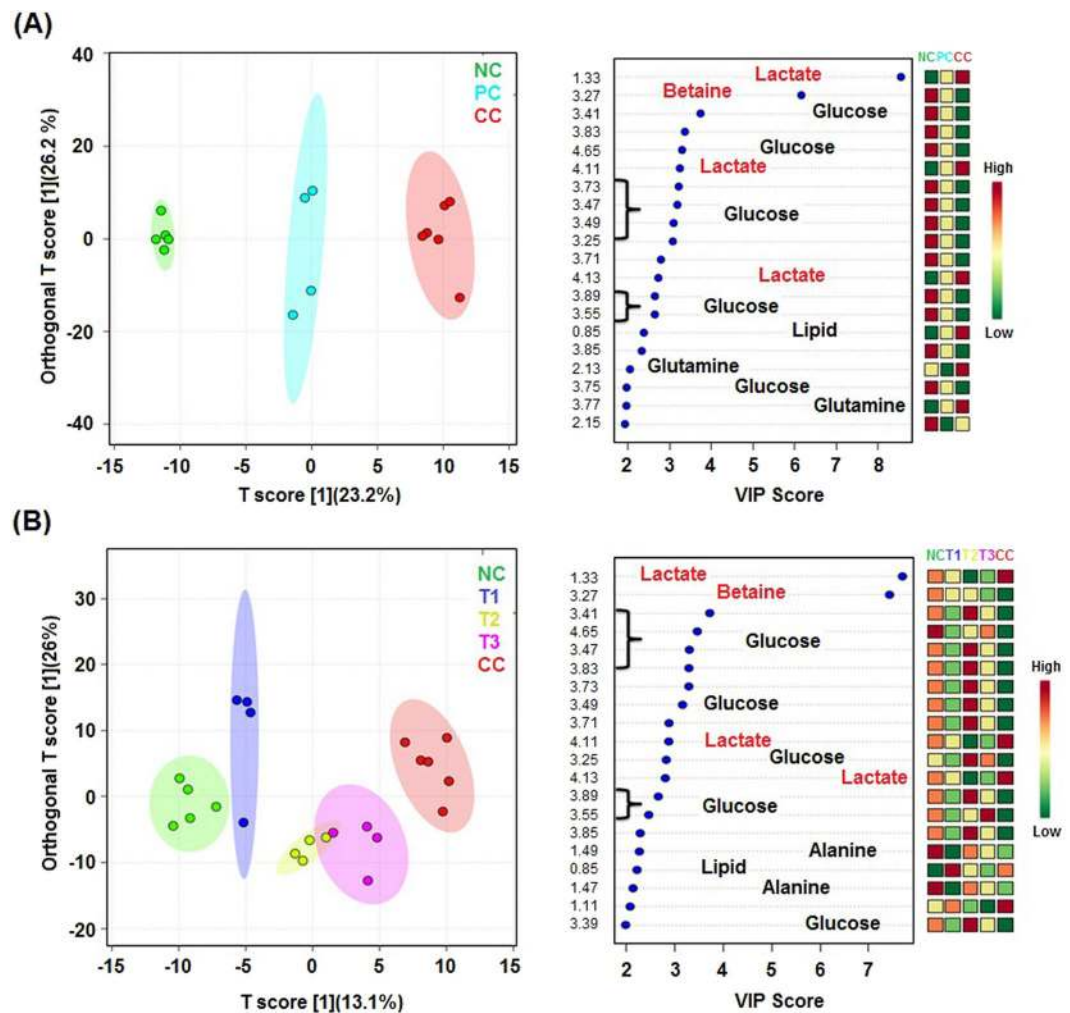 (A)
40
20
0
-20
-40
Orthogonal T score [1](26.2 %)
NC
PC
CC
-15 -10 -5 0 5 10 15
T score [1](23.2%)
NC PC CC
1.33 Lactate
3.27 Betaine
3.41 Glucose
3.83
4.65 Glucose
4.11 Lactate
3.73
3.47 Glucose
3.49
3.25
3.71
4.13 Lactate
3.89 Glucose
3.55
0.85 Lipid
3.85
2.13 Glutamine
3.75 Glucose
3.77 Glutamine
2.15
2 3 4 5 6 7 8
VIP Score
High
Low
(B)
30
20
10
0
-10
-20
Orthogonal T score [1](26%)
NC
T1
T2
T3
CC
-15 -10 -5 0 5 10 15
T score [1](13.1%)
NC T1 T2 T3 CC
1.33 Lactate
3.27 Betaine
3.41
4.65 Glucose
3.47
3.83
3.73
3.49 Glucose
3.71
4.11 Lactate
3.25 Glucose
4.13 Lactate
3.89 Glucose
3.55
3.85
1.49 Alanine
0.85 Lipid
1.47 Alanine
1.11
3.39 Glucose
2 3 4 5 6 7
VIP Score
High
Low